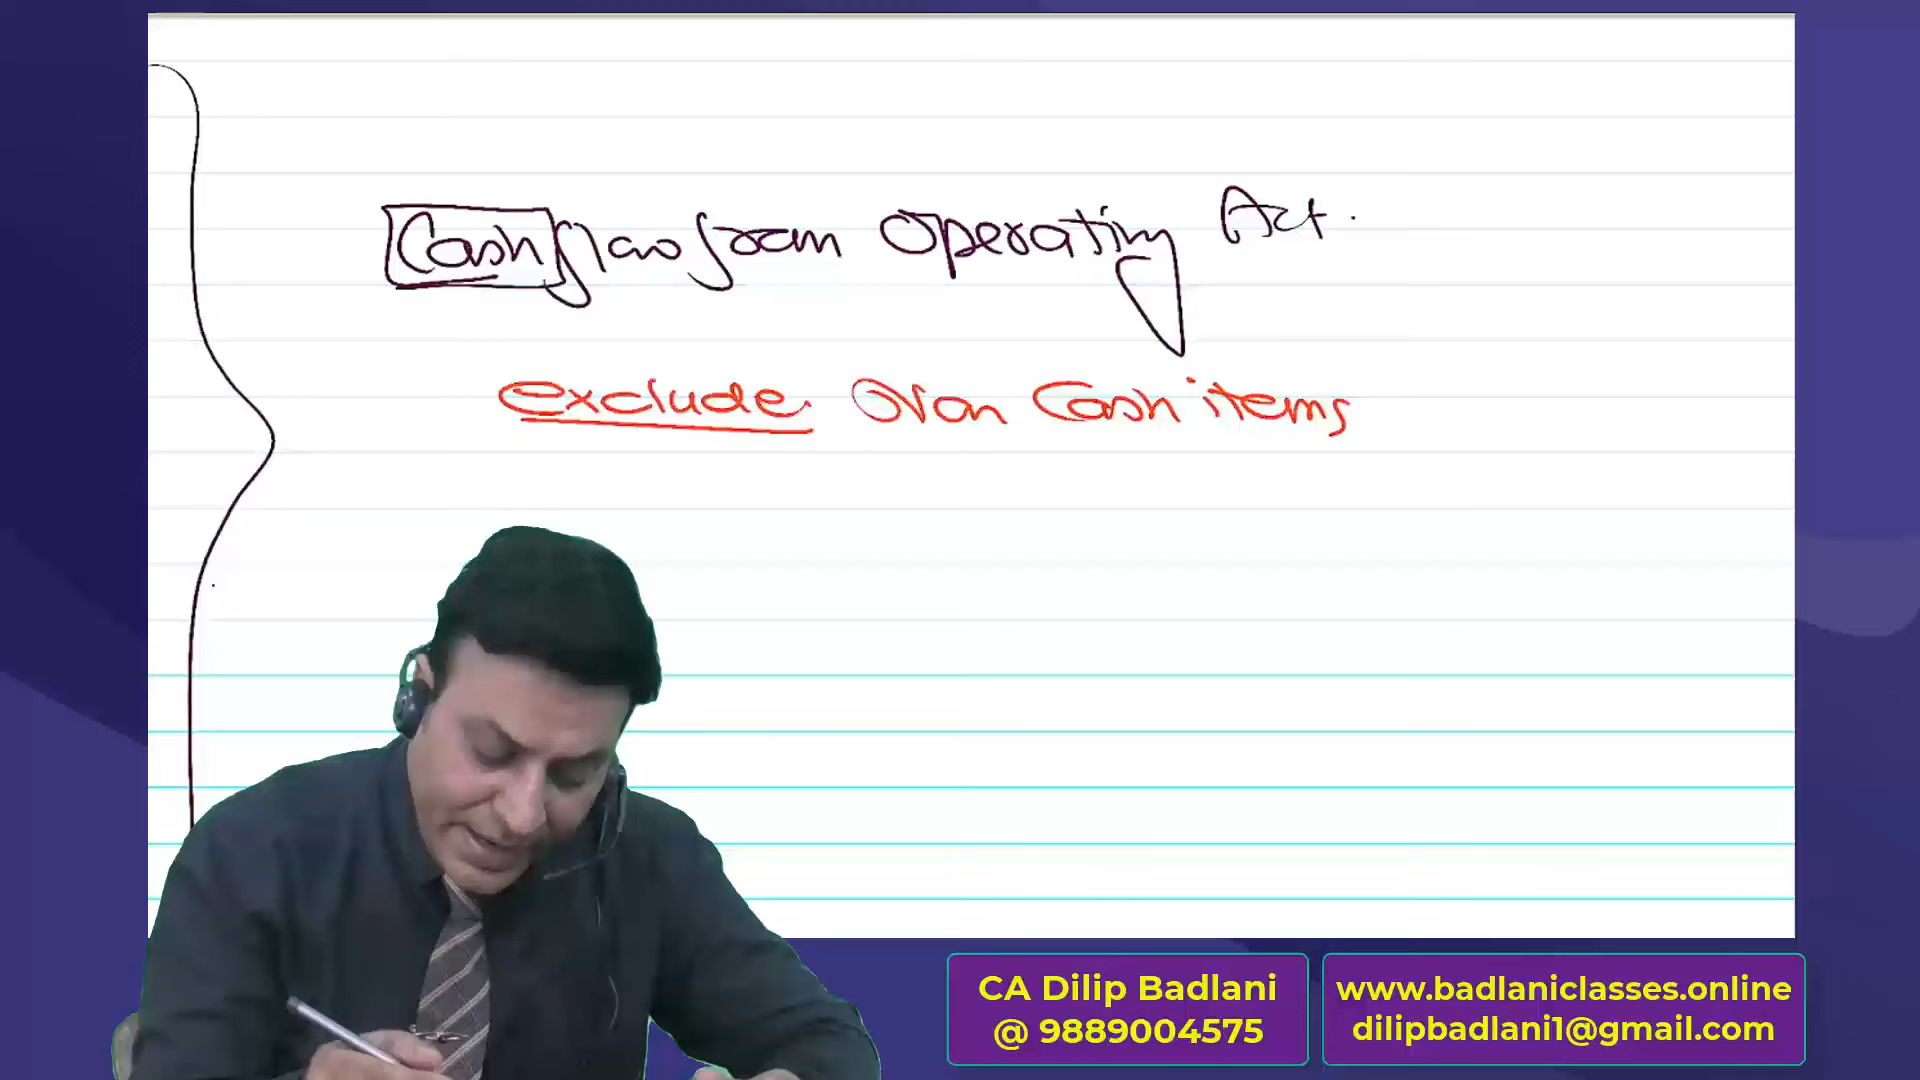 Cash flow from Operating Act.
exclude Non Cash items
CA Dilip Badlani
@ 9889004575
www.badlaniclasses.online
dilipbadlani1@gmail.com